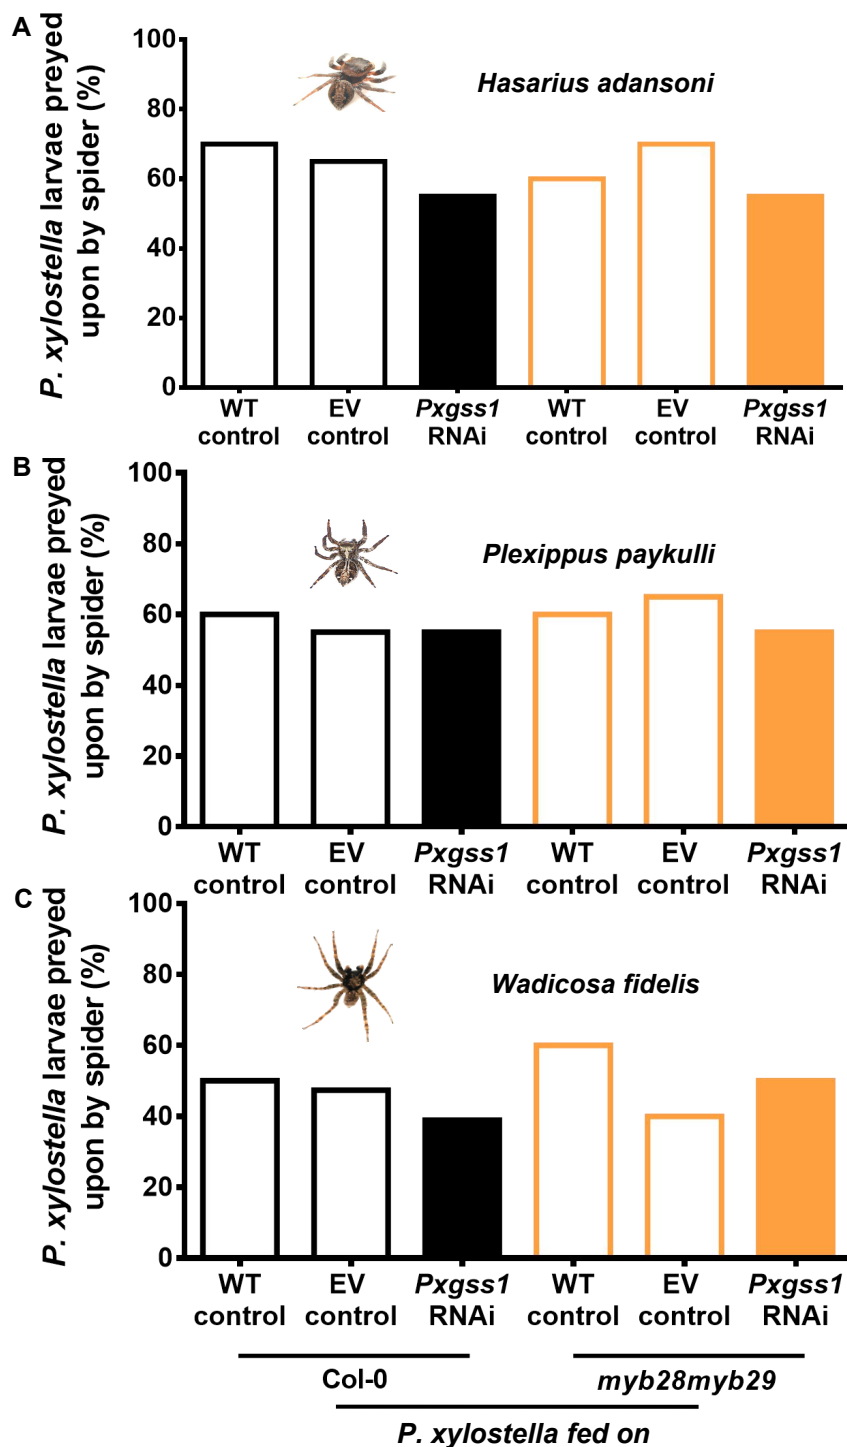 A
P. xylostella larvae preyed
upon by spider (%)
100
80
60
40
20
0
Hasarius adansoni
WT
control
EV
control
Pxgss1
RNAi
WT
control
EV
control
Pxgss1
RNAi
B
P. xylostella larvae preyed
upon by spider (%)
100
80
60
40
20
0
Plexippus paykulli
WT
control
EV
control
Pxgss1
RNAi
WT
control
EV
control
Pxgss1
RNAi
C
P. xylostella larvae preyed
upon by spider (%)
100
80
60
40
20
0
Wadicosa fidelis
WT
control
EV
control
Pxgss1
RNAi
WT
control
EV
control
Pxgss1
RNAi
Col-0
myb28myb29
P. xylostella fed on